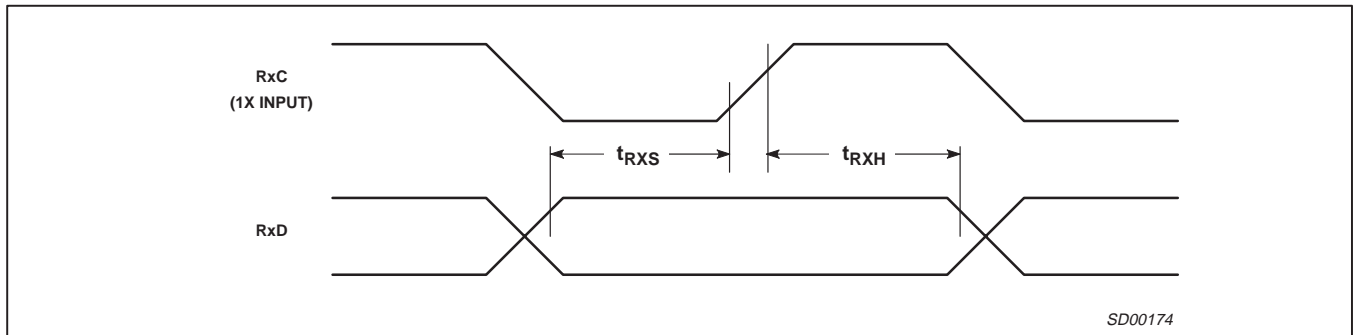 RxC
(1X INPUT)
tRXS
tRXH
RxD
SD00174